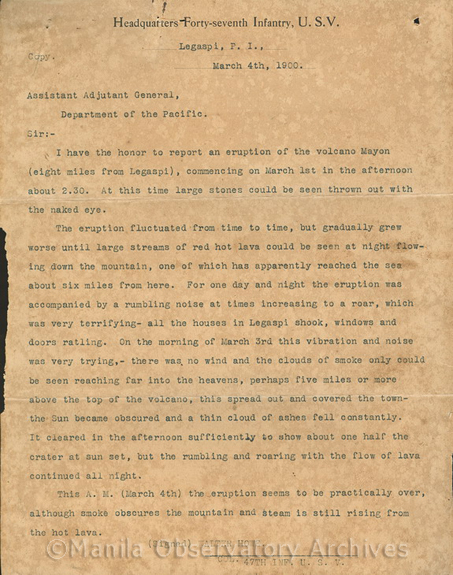 Headquarters Forty-seventh Infantry, U. S. V.
Legaspi, P. I.,
Copy.
March 4th, 1900.
Assistant Adjutant General,
Department of the Pacific.
Sir:-
I have the honor to report an eruption of the volcano Mayon
(eight miles from Legaspi), commencing on March 1st in the afternoon
about 2.30. At this time large stones could be seen thrown out with
the naked eye.
The eruption fluctuated from time to time, but gradually grew
worse until large streams of red hot lava could be seen at night flow-
ing down the mountain, one of which has apparently reached the sea
about six miles from here. For one day and night the eruption was
accompanied by a rumbling noise at times increasing to a roar, which
was very terrifying- all the houses in Legaspi shook, windows and
doors ratling. On the morning of March 3rd this vibration and noise
was very trying,- there was no wind and the clouds of smoke only could
be seen reaching far into the heavens, perhaps five miles or more
above the top of the volcano, this spread out and covered the town-
the Sun became obscured and a thin cloud of ashes fell constantly.
It cleared in the afternoon sufficiently to show about one half the
crater at sun set, but the rumbling and roaring with the flow of lava
continued all night.
This A. M. (March 4th) the eruption seems to be practically over,
although smoke obscures the mountain and steam is still rising from
the hot lava.
(Signed)
©Manila Observatory Archives
47TH INF. U. S. V.